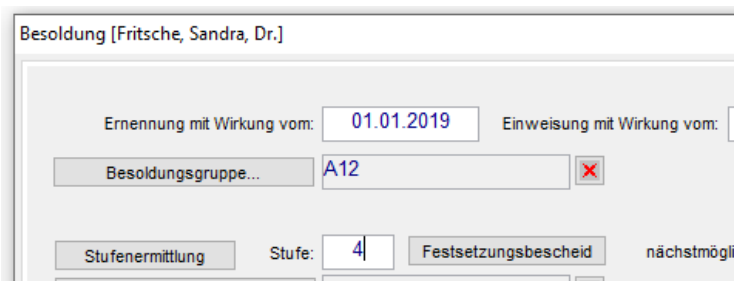 Besoldung [Fritsche, Sandra, Dr.]
Ernennung mit Wirkung vom: 01.01.2019 Einweisung mit Wirkung vom:
Besoldungsgruppe... A12
Stufenermittlung Stufe: 4 Festsetzungsbescheid nächstmögli